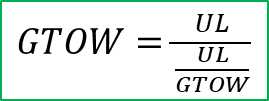 GTOW = UL / (UL / GTOW)